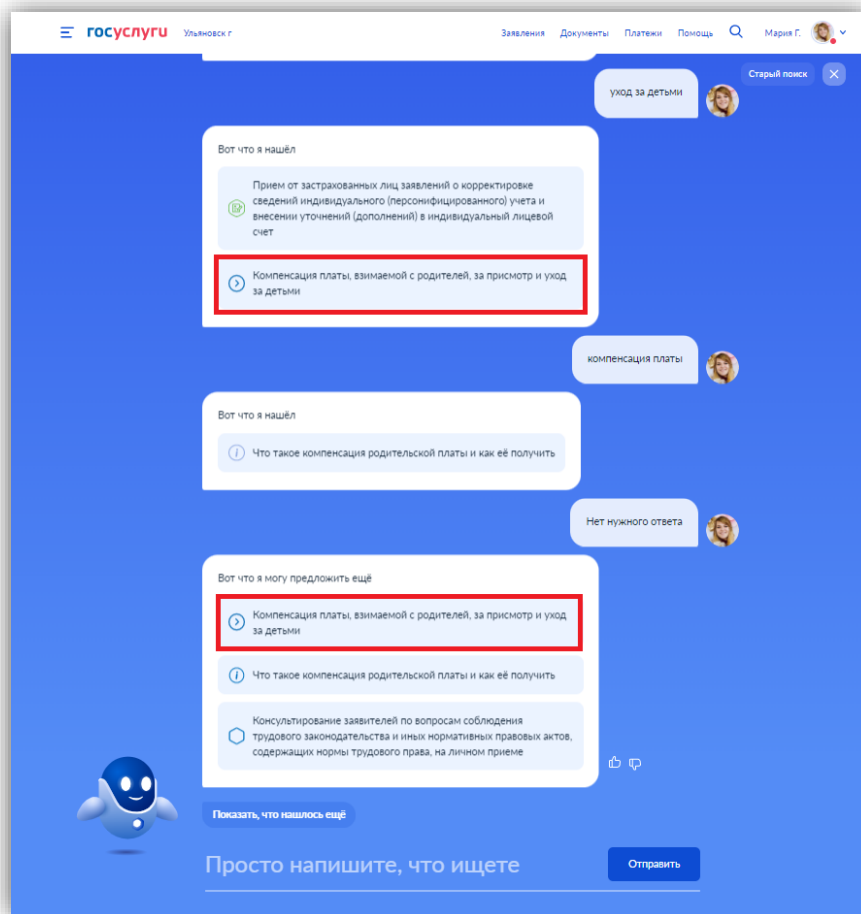 госуслуги Ульяновск г Заявления Документы Платежи Помощь Мария Г.
Старый поиск
уход за детьми
Вот что я нашёл
Прием от застрахованных лиц заявлений о корректировке
сведений индивидуального (персонифицированного) учета и
внесении уточнений (дополнений) в индивидуальный лицевой
счет
Компенсация платы, взимаемой с родителей, за присмотр и уход
за детьми
компенсация платы
Вот что я нашёл
Что такое компенсация родительской платы и как её получить
Нет нужного ответа
Вот что я могу предложить ещё
Компенсация платы, взимаемой с родителей, за присмотр и уход
за детьми
Что такое компенсация родительской платы и как её получить
Консультирование заявителей по вопросам соблюдения
трудового законодательства и иных нормативных правовых актов,
содержащих нормы трудового права, на личном приеме
Показать, что нашлось ещё
Просто напишите, что ищете
Отправить